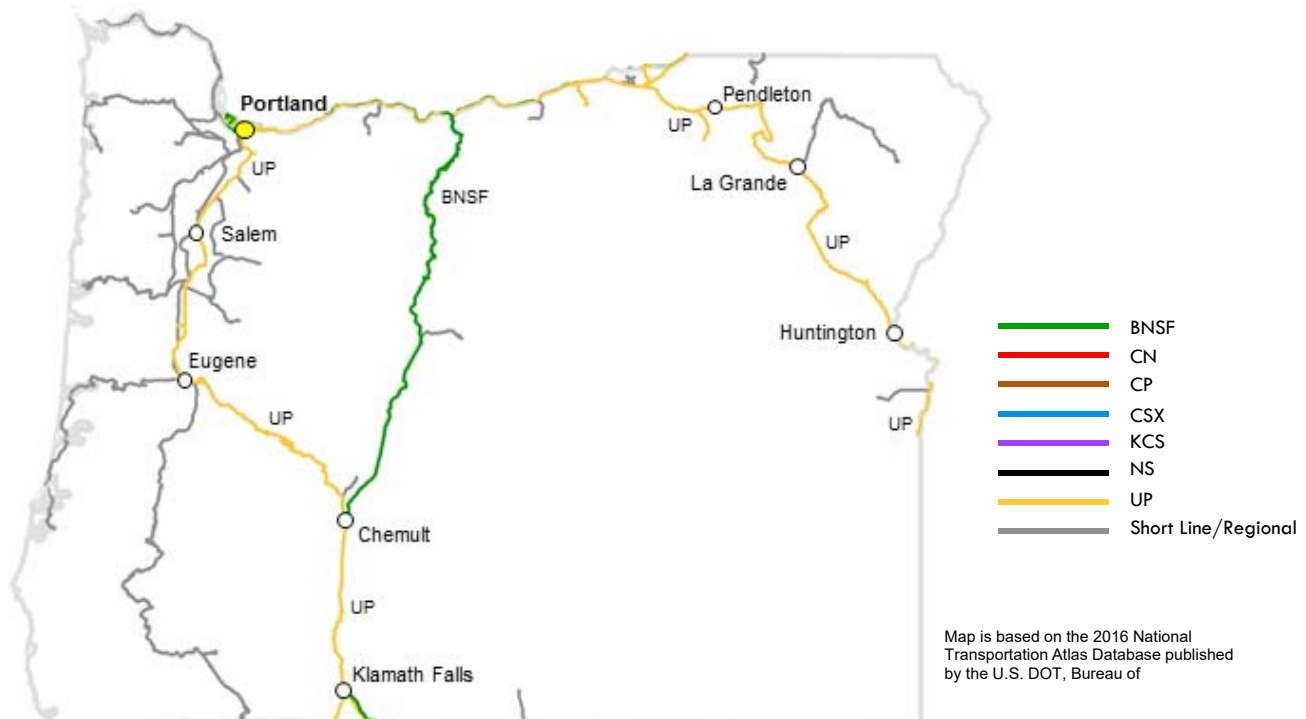 Portland
Pendleton
UP
UP
La Grande
BNSF
Salem
UP
Huntington
Eugene
UP
UP
Chemult
UP
Klamath Falls
BNSF
CN
CP
CSX
KCS
NS
UP
Short Line/Regional
Map is based on the 2016 National
Transportation Atlas Database published
by the U.S. DOT, Bureau of